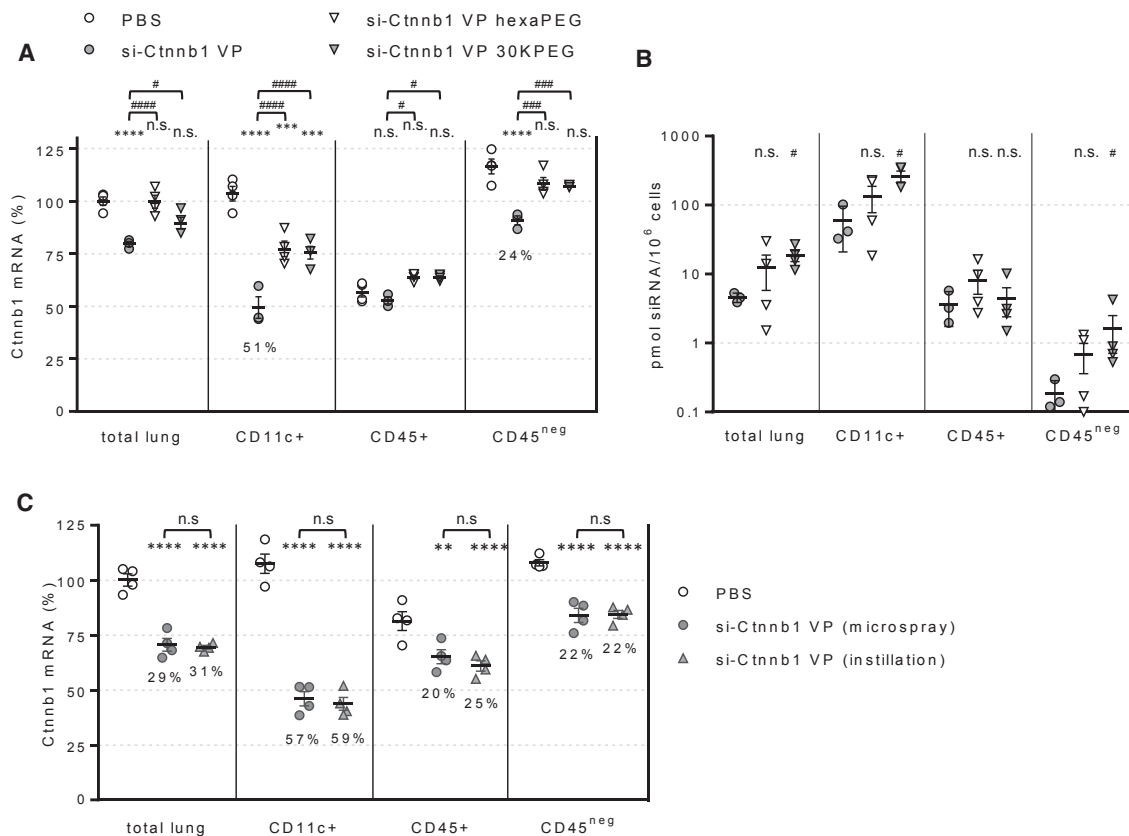 PBS
si-Ctnnb1 VP
si-Ctnnb1 VP hexaPEG
si-Ctnnb1 VP 30KPEG
A
# #### # ###
#### #### # ###
**** n.s. n.s. **** *** *** n.s. n.s. n.s. **** n.s. n.s.
Ctnnb1 mRNA (%)
125
100
75
50
25
0
51%
24%
total lung CD11c+ CD45+ CD45neg
B
pmol siRNA/10^6 cells
1000
100
10
1
0.1
n.s. # n.s. # n.s. n.s. n.s. #
total lung CD11c+ CD45+ CD45neg
C
n.s n.s n.s n.s
**** **** **** **** ** **** **** ****
Ctnnb1 mRNA (%)
125
100
75
50
25
0
29% 31%
57% 59%
20% 25%
22% 22%
total lung CD11c+ CD45+ CD45neg
PBS
si-Ctnnb1 VP (microspray)
si-Ctnnb1 VP (instillation)